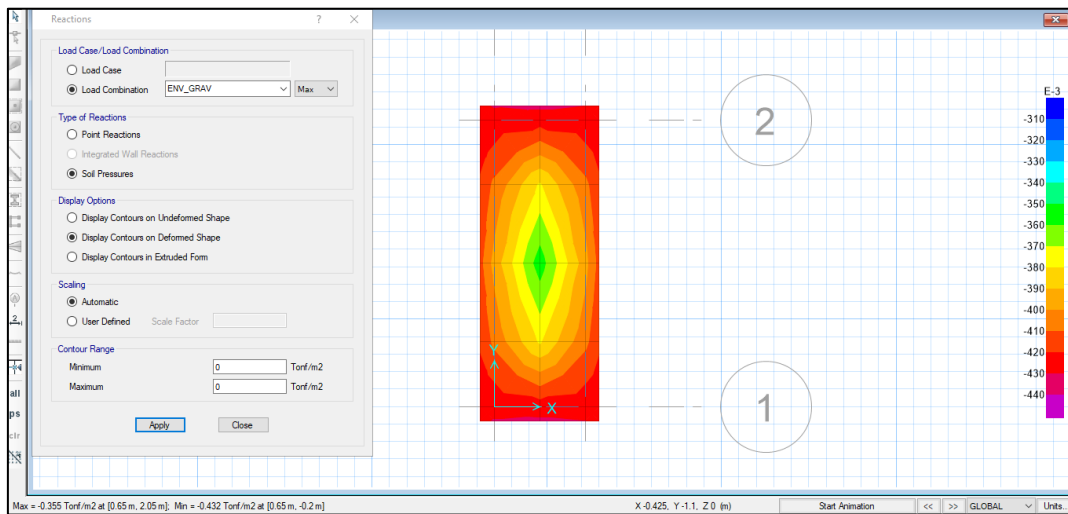 Reactions ? ×
Load Case/Load Combination
Load Case
Load Combination ENV_GRAV Max
Type of Reactions
Point Reactions
Integrated Wall Reactions
Soil Pressures
Display Options
Display Contours on Undeformed Shape
Display Contours on Deformed Shape
Display Contours in Extruded Form
Scaling
Automatic
User Defined Scale Factor
Contour Range
Minimum 0 Tonf/m2
Maximum 0 Tonf/m2
Apply Close
all
ps
clr
2
Y
X
2
1
E-3
-310
-320
-330
-340
-350
-360
-370
-380
-390
-400
-410
-420
-430
-440
Max = -0.355 Tonf/m2 at [0.65 m, 2.05 m]; Min = -0.432 Tonf/m2 at [0.65 m, -0.2 m] X -0.425, Y -1.1, Z 0 (m) Start Animation << >> GLOBAL Units...